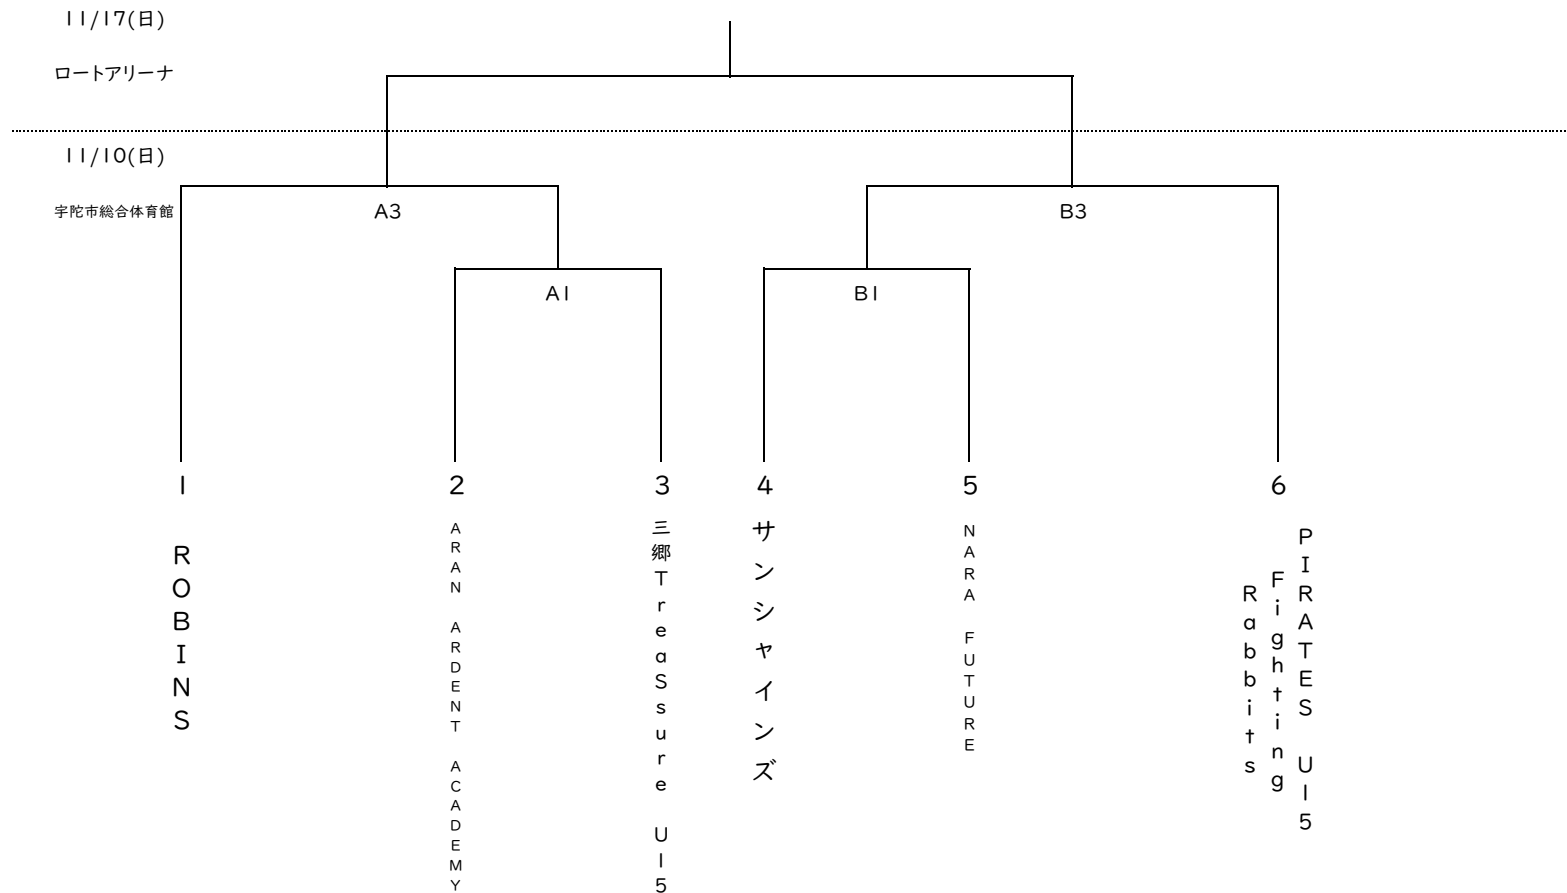 11/17(日)
ロートアリーナ
11/10(日)
宇陀市総合体育館
A3
B3
A1
B1
1
2
3
4
5
6
ROBINS
ARAN ARDENT ACADEMY
三郷TreaSsure U15
サンシャインズ
NARA FUTURE
PIRATES U15
Fighting
Rabbits